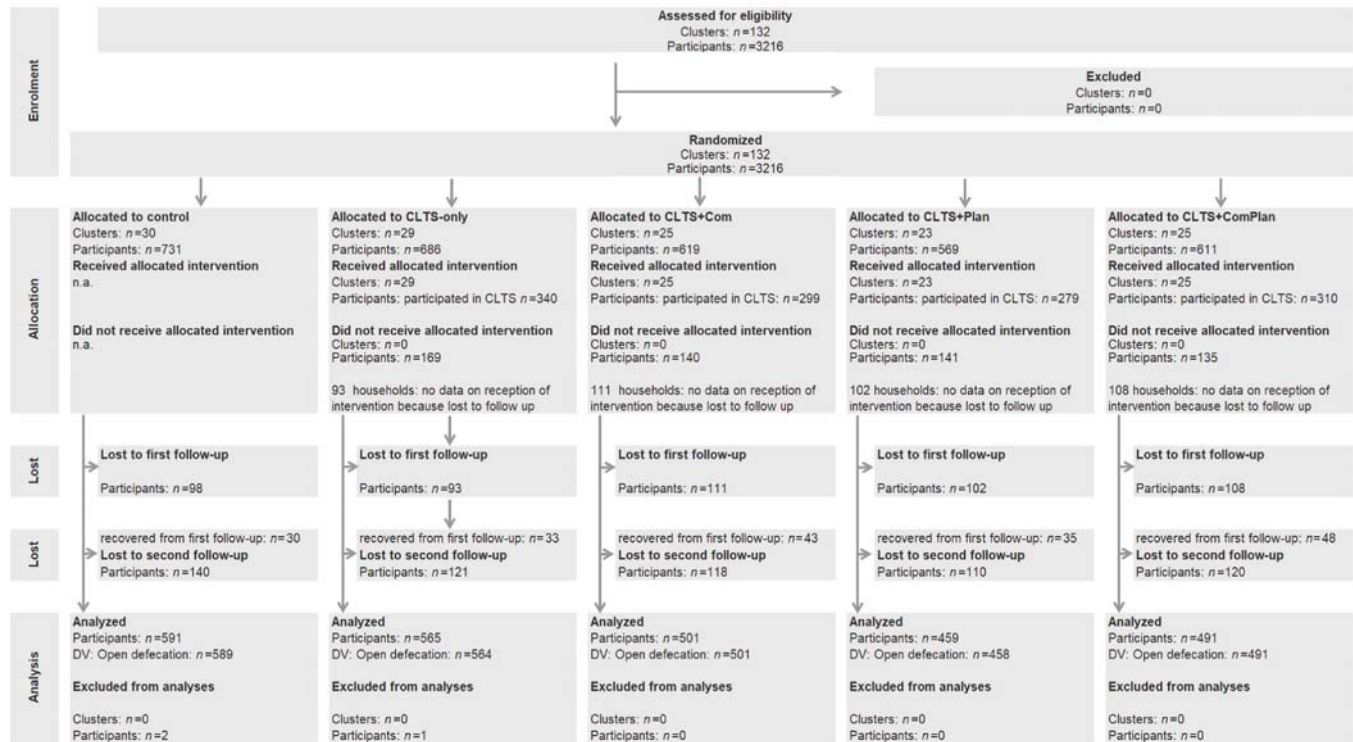 Enrolment
Assessed for eligibility
Clusters: n=132
Participants: n=3216
Excluded
Clusters: n=0
Participants: n=0
Randomized
Clusters: n=132
Participants: n=3216
Allocation
Allocated to control
Clusters: n=30
Participants: n=731
Received allocated intervention
n.a.
Did not receive allocated intervention
n.a.
Allocated to CLTS-only
Clusters: n=29
Participants: n=686
Received allocated intervention
Clusters: n=29
Participants: participated in CLTS n=340
Did not receive allocated intervention
Clusters: n=0
Participants: n=169
93 households: no data on reception of
intervention because lost to follow up
Allocated to CLTS+Com
Clusters: n=25
Participants: n=619
Received allocated intervention
Clusters: n=25
Participants: participated in CLTS: n=299
Did not receive allocated intervention
Clusters: n=0
Participants: n=140
111 households: no data on reception of
intervention because lost to follow up
Allocated to CLTS+Plan
Clusters: n=23
Participants: n=569
Received allocated intervention
Clusters: n=23
Participants: participated in CLTS: n=279
Did not receive allocated intervention
Clusters: n=0
Participants: n=141
102 households: no data on reception of
intervention because lost to follow up
Allocated to CLTS+ComPlan
Clusters: n=25
Participants: n=611
Received allocated intervention
Clusters: n=25
Participants: participated in CLTS: n=310
Did not receive allocated intervention
Clusters: n=0
Participants: n=135
108 households: no data on reception of
intervention because lost to follow up
Lost
Lost to first follow-up
Participants: n=98
Lost to first follow-up
Participants: n=93
Lost to first follow-up
Participants: n=111
Lost to first follow-up
Participants: n=102
Lost to first follow-up
Participants: n=108
Lost
recovered from first follow-up: n=30
Lost to second follow-up
Participants: n=140
recovered from first follow-up: n=33
Lost to second follow-up
Participants: n=121
recovered from first follow-up: n=43
Lost to second follow-up
Participants: n=118
recovered from first follow-up: n=35
Lost to second follow-up
Participants: n=110
recovered from first follow-up: n=48
Lost to second follow-up
Participants: n=120
Analysis
Analyzed
Participants: n=591
DV: Open defecation: n=589
Excluded from analyses
Clusters: n=0
Participants: n=2
Analyzed
Participants: n=565
DV: Open defecation: n=564
Excluded from analyses
Clusters: n=0
Participants: n=1
Analyzed
Participants: n=501
DV: Open defecation: n=501
Excluded from analyses
Clusters: n=0
Participants: n=0
Analyzed
Participants: n=459
DV: Open defecation: n=458
Excluded from analyses
Clusters: n=0
Participants: n=0
Analyzed
Participants: n=491
DV: Open defecation: n=491
Excluded from analyses
Clusters: n=0
Participants: n=0